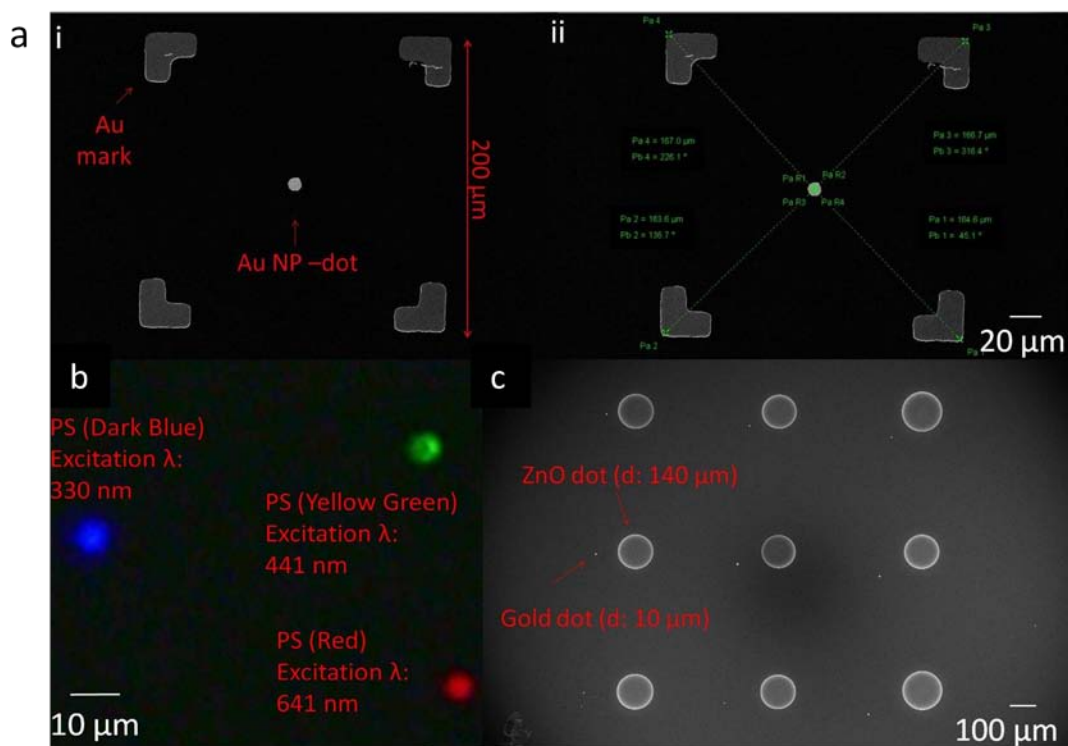 a
i
Au
mark
Au NP –dot
200 µm
ii
Pa 4
Pa 3
Pa 4 = 167.0 µm
Pb 4 = 226.1 °
Pa 3 = 166.7 µm
Pb 3 = 316.4 °
Pa R1
Pa R2
Pa R3
Pa R4
Pa 2 = 163.6 µm
Pb 2 = 136.7 °
Pa 1 = 164.6 µm
Pb 1 = 45.1 °
Pa 2
Pa
20 µm
b
PS (Dark Blue)
Excitation λ:
330 nm
PS (Yellow Green)
Excitation λ:
441 nm
PS (Red)
Excitation λ:
641 nm
10 µm
c
ZnO dot (d: 140 µm)
Gold dot (d: 10 µm)
100 µm